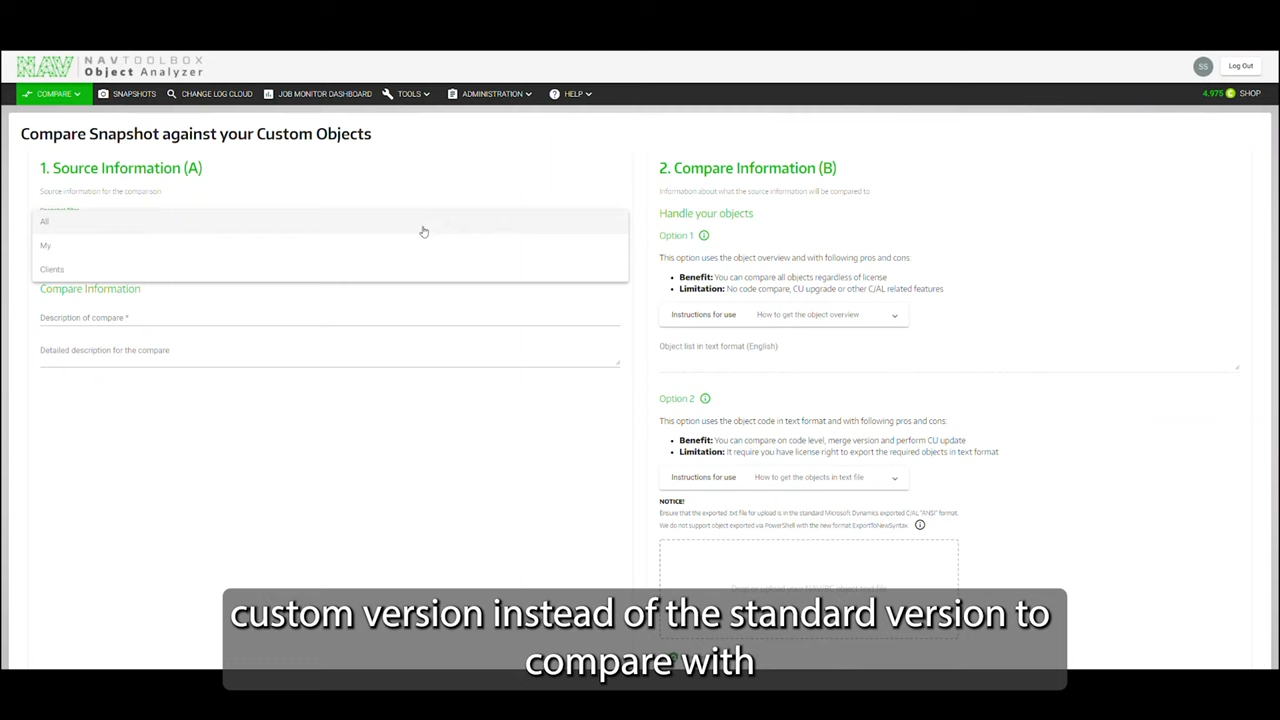 NAV NAVTOOLBOX
Object Analyzer
SS
Log Out
COMPARE
SNAPSHOTS
CHANGE LOG CLOUD
JOB MONITOR DASHBOARD
TOOLS
ADMINISTRATION
HELP
4.975 C SHOP
Compare Snapshot against your Custom Objects
1. Source Information (A)
Source information for the comparison
All
My
Clients
Compare Information
Description of compare *
Detailed description for the compare
2. Compare Information (B)
Information about what the source information will be compared to
Handle your objects
Option 1
This option uses the object overview and with following pros and cons:
• Benefit: You can compare all objects regardless of license
• Limitation: No code compare, CU upgrade or other C/AL related features
Instructions for use How to get the object overview
Object list in text format (English)
Option 2
This option uses the object code in text format and with following pros and cons:
• Benefit: You can compare on code level, merge version and perform CU update
• Limitation: It require you have license right to export the required objects in text format
Instructions for use How to get the objects in text file
NOTICE!
Ensure that the exported .txt file for upload is in the standard Microsoft Dynamics exported C/AL "ANSI" format.
We do not support object exported via PowerShell with the new format ExportToNewSyntax.
Drop or upload your NAV/BC object text file
custom version instead of the standard version to
compare with